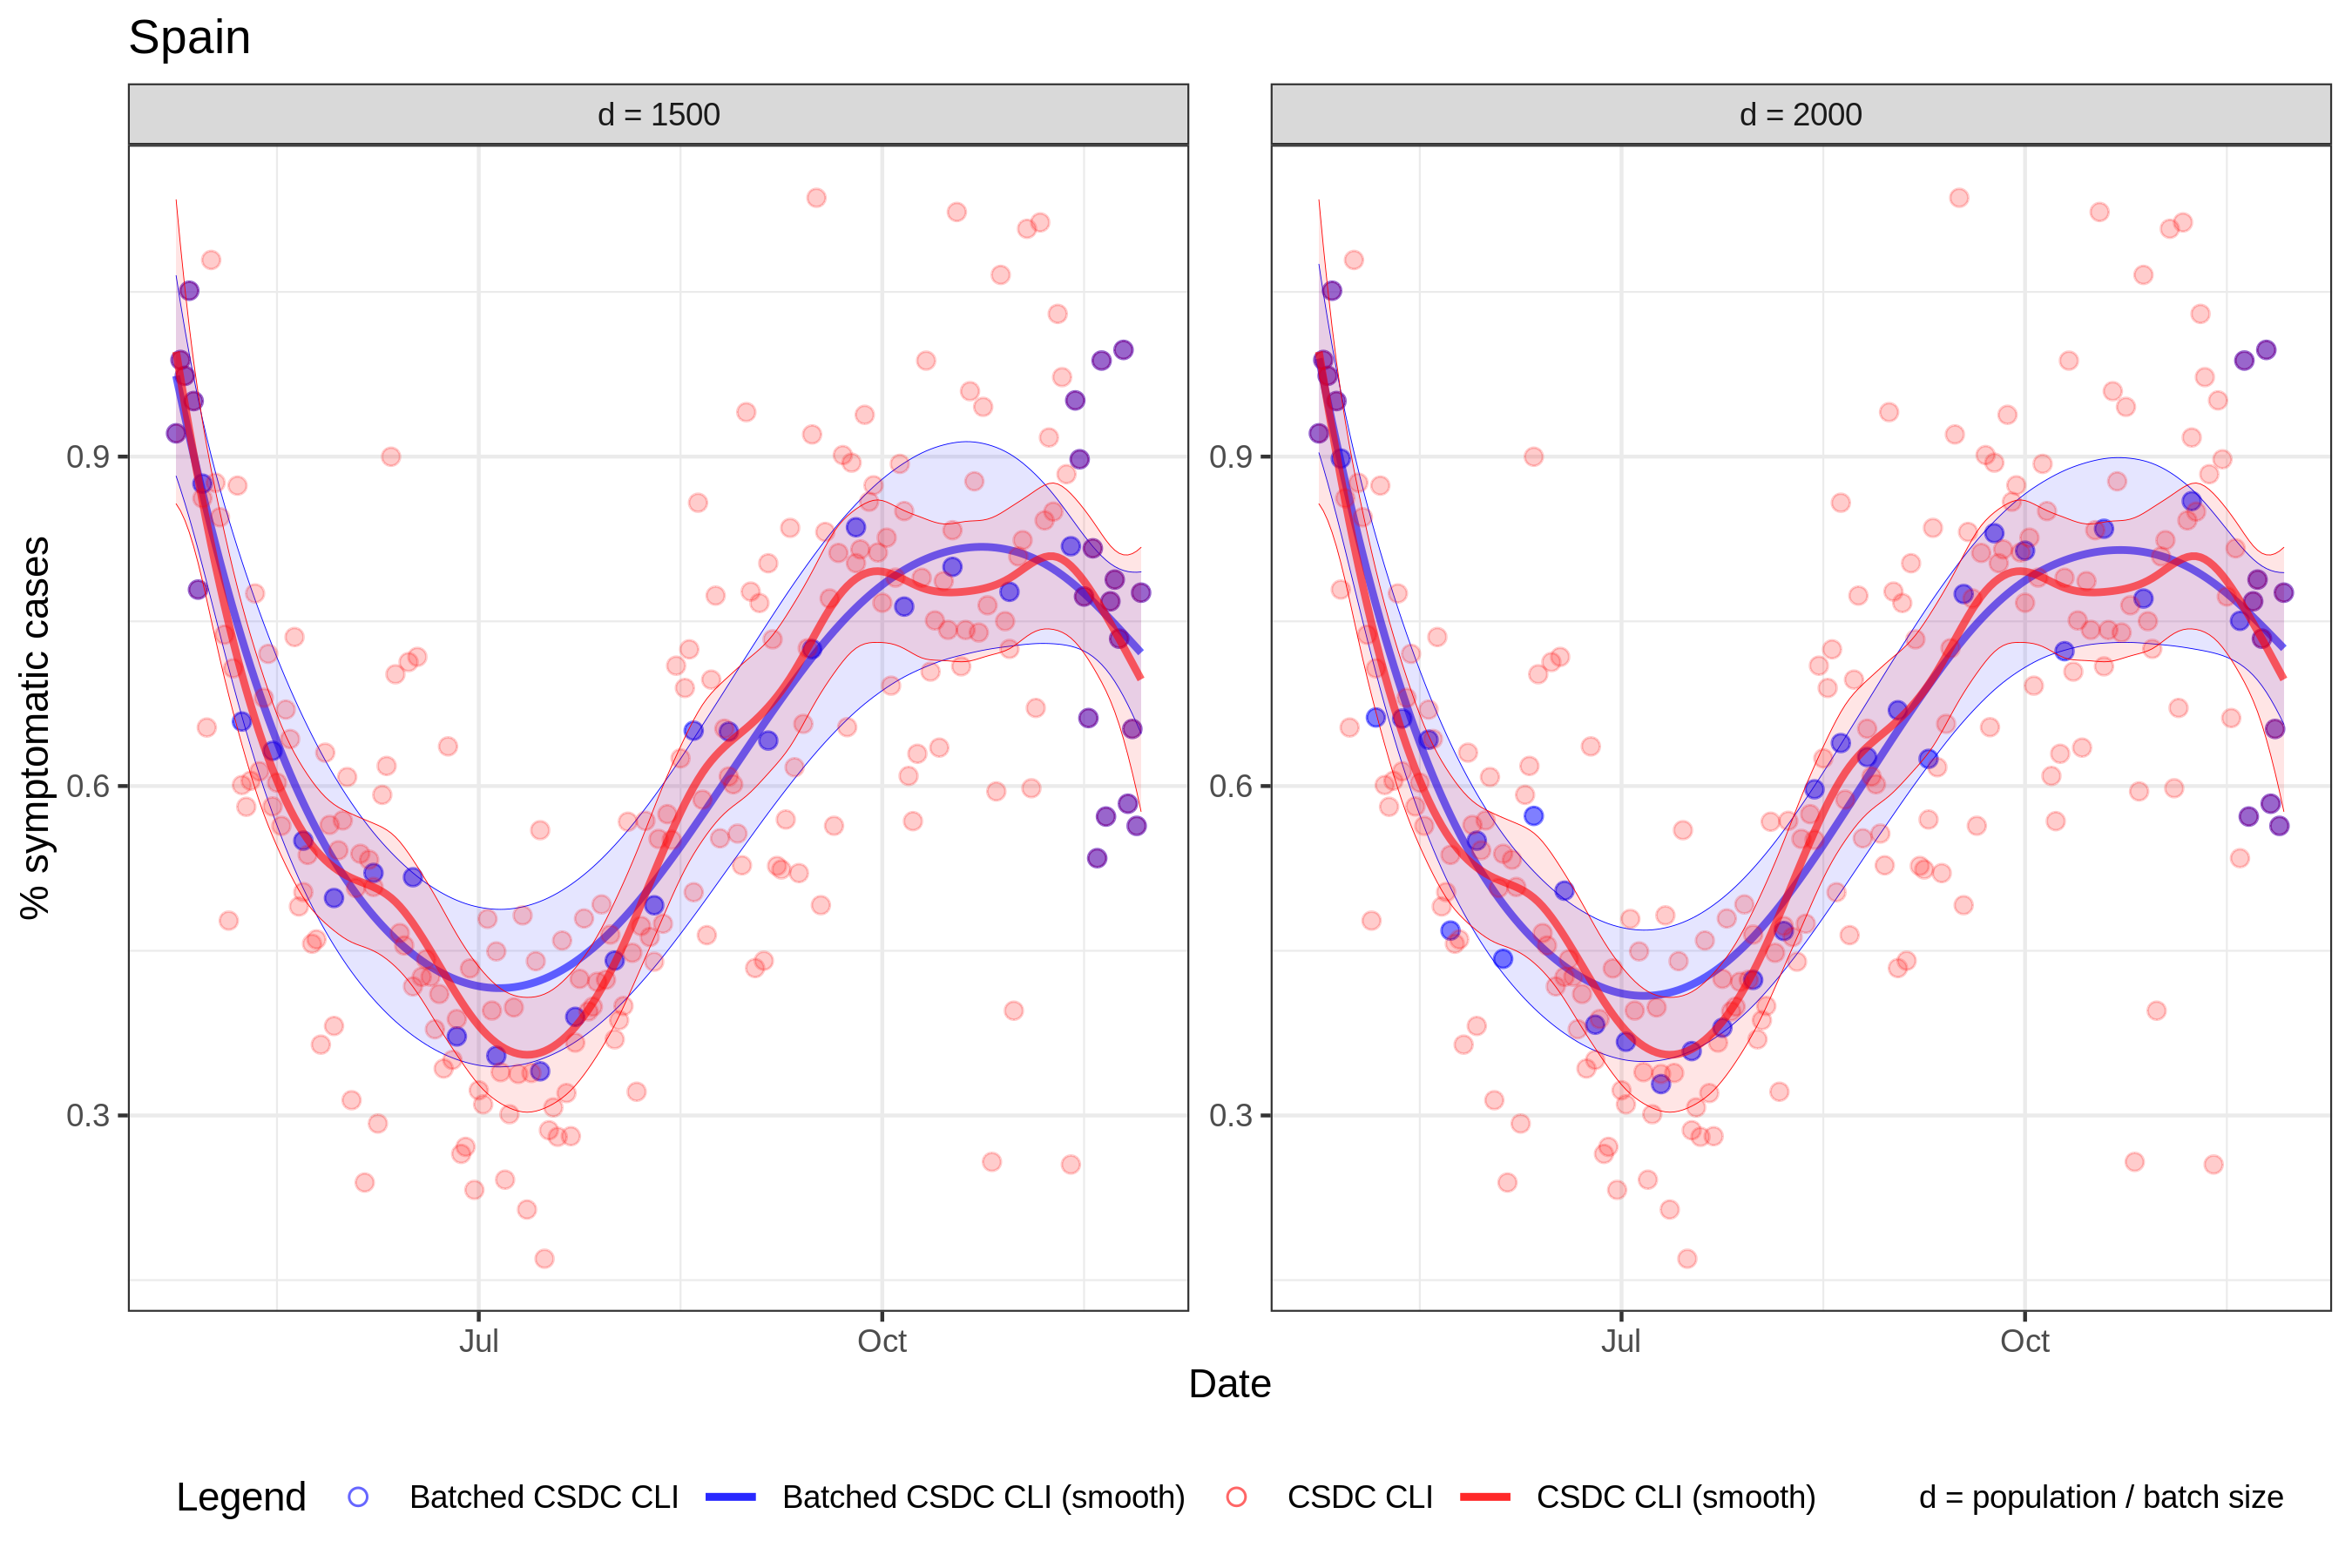 Spain
d = 1500
d = 2000
% symptomatic cases
0.9
0.6
0.3
0.9
0.6
0.3
Jul
Oct
Jul
Oct
Date
Legend
Batched CSDC CLI
Batched CSDC CLI (smooth)
CSDC CLI
CSDC CLI (smooth)
d = population / batch size